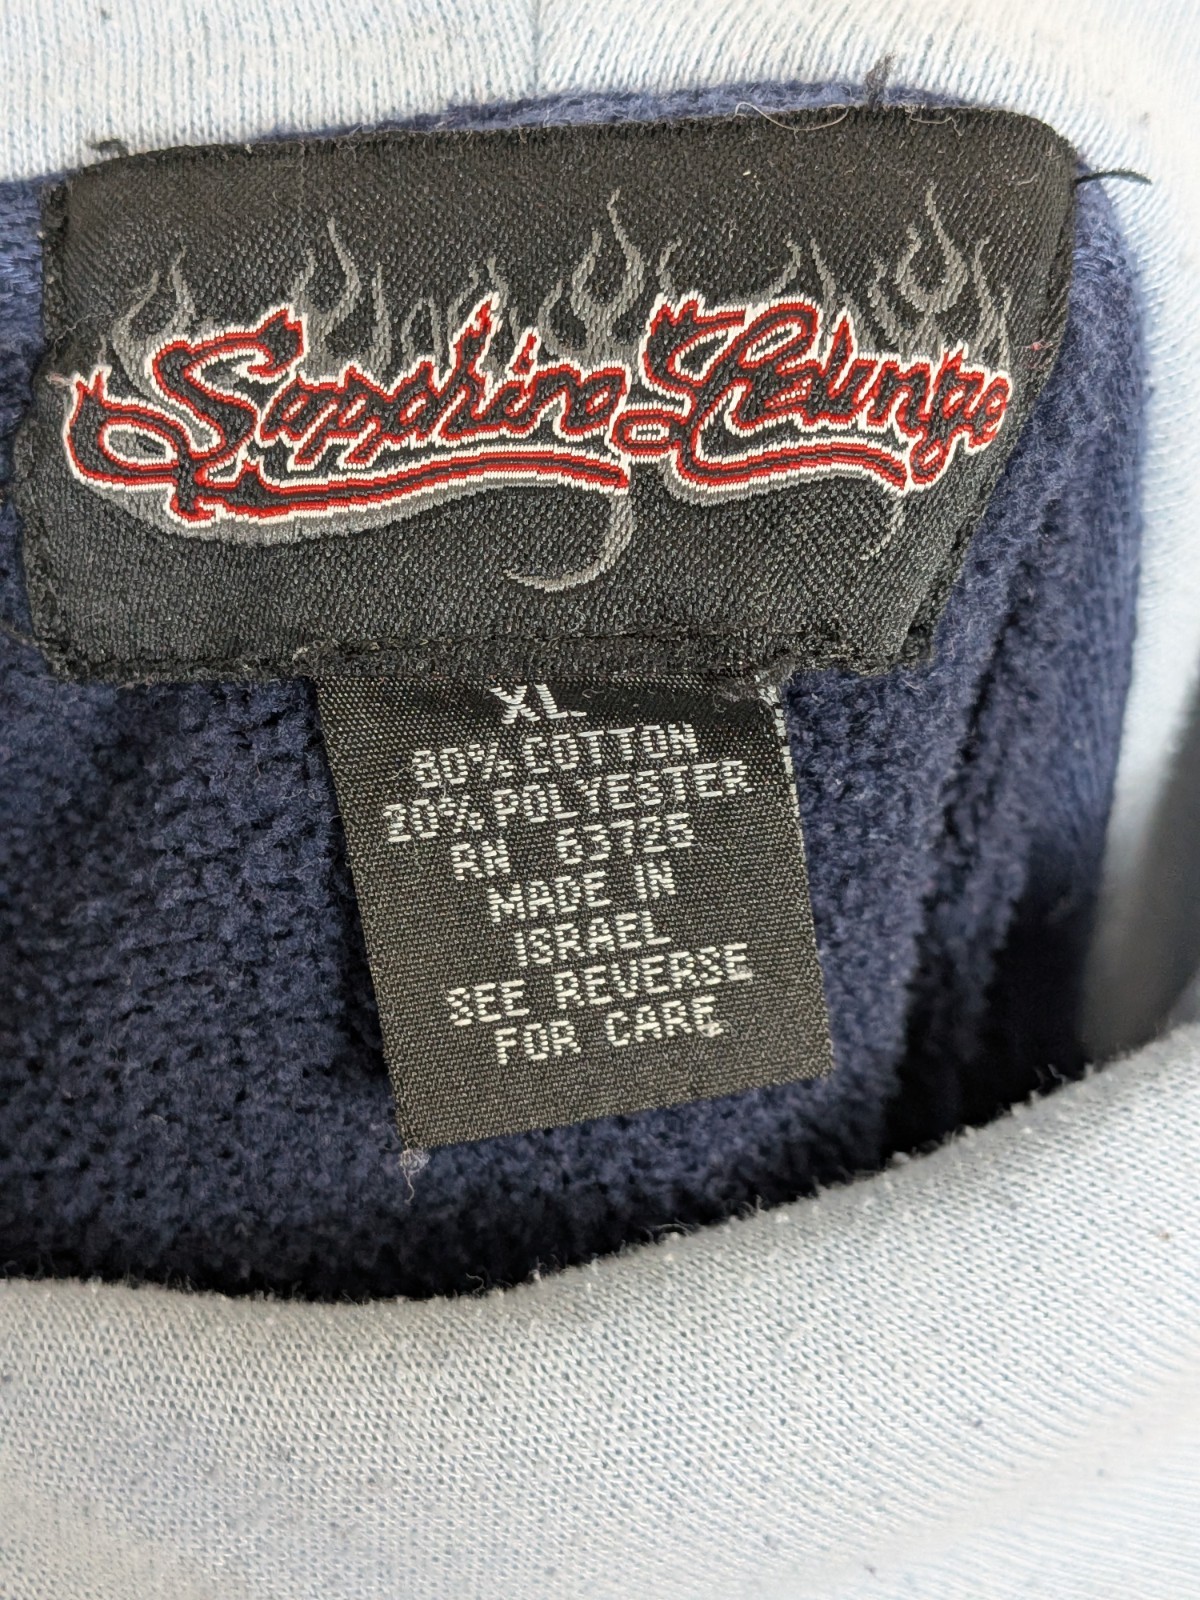 Sapphire Lounge
XL
80% COTTON
20% POLYESTER
RN 63725
MADE IN
ISRAEL
SEE REVERSE
FOR CARE